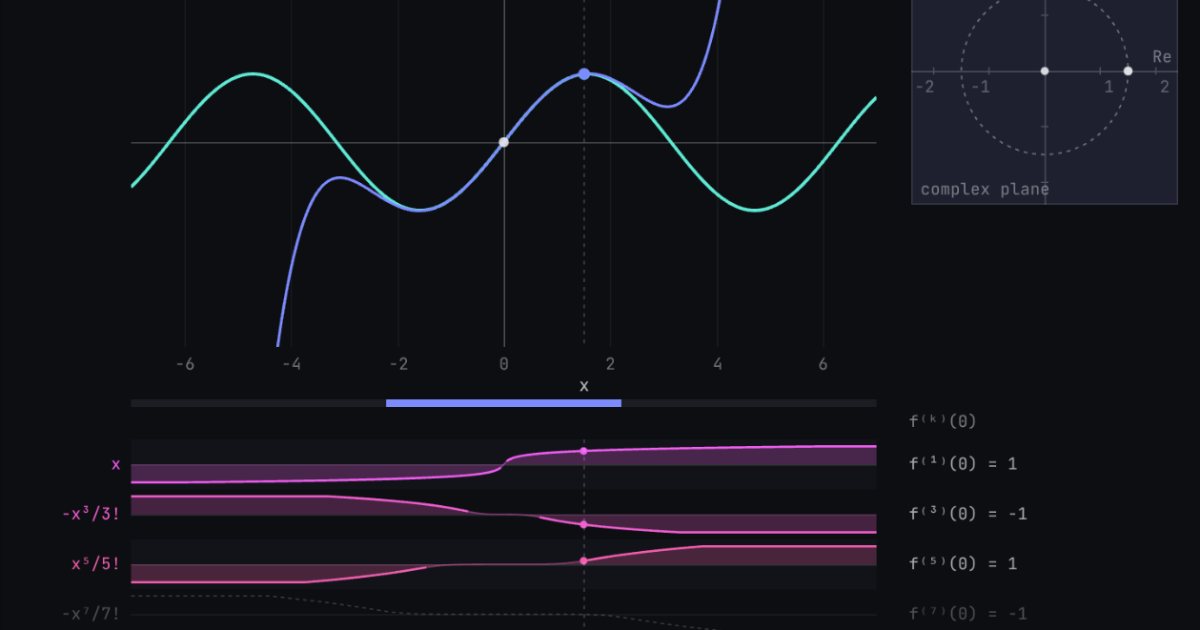 Re
-2 -1 1 2
complex plane
-6 -4 -2 0 2 4 6
x
f⁽ᵏ⁾(0)
x f⁽¹⁾(0) = 1
-x³/3! f⁽³⁾(0) = -1
x⁵/5! f⁽⁵⁾(0) = 1
-x⁷/7! f⁽⁷⁾(0) = -1